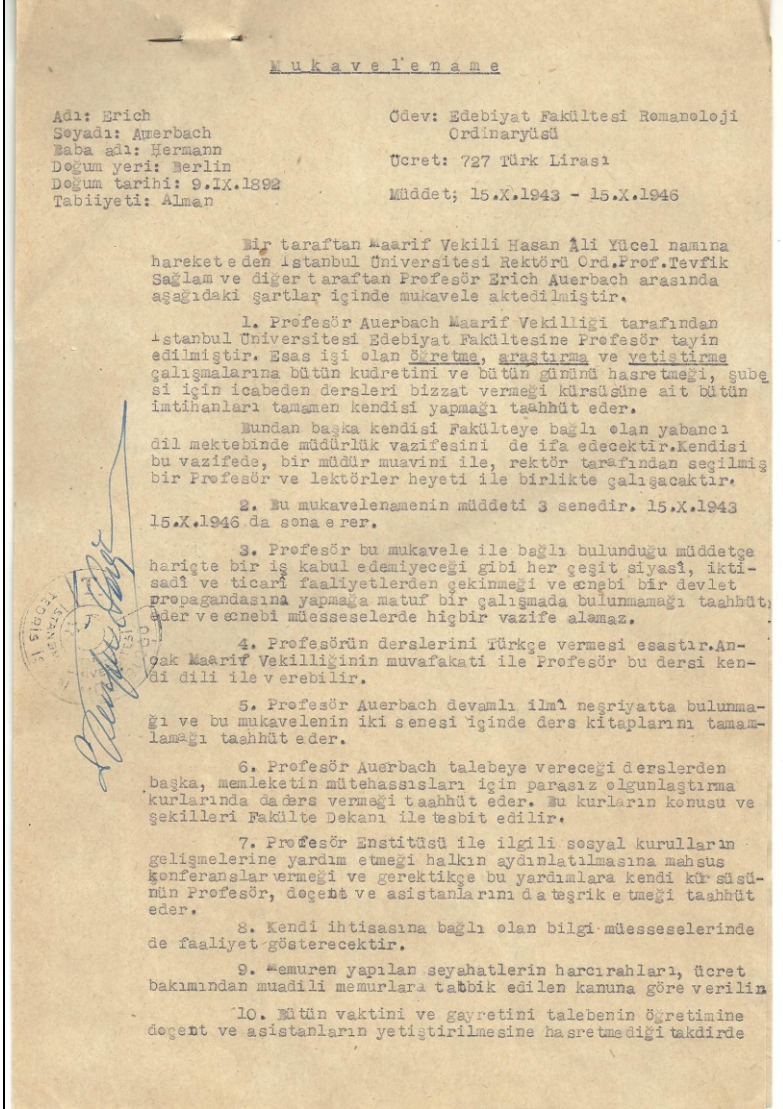 Mukavelename
Adı: Erich
Soyadı: Auerbach
Baba adı: Hermann
Doğum yeri: Berlin
Doğum tarihi: 9.IX.1892
Tabiiyeti: Alman
Ödev: Edebiyat Fakültesi Romanoloji
Ordinaryüsü
Ücret: 727 Türk Lirası
Müddet; 15.X.1943 - 15.X.1946
Bir taraftan Maarif Vekili Hasan Âli Yücel namına
hareket eden İstanbul Üniversitesi Rektörü Ord.Prof.Tevfik
Sağlam ve diğer taraftan Profesör Erich Auerbach arasında
aşağıdaki şartlar içinde mukavele aktedilmiştir.
1. Profesör Auerbach Maarif Vekilliği tarafından
İstanbul Üniversitesi Edebiyat Fakültesine Profesör tayin
edilmiştir. Esas işi olan öğretme, araştırma ve yetiştirme
çalışmalarına bütün kudretini ve bütün gününü hasretmeği, şube
si için icabeden dersleri bizzat vermeği kürsüsüne ait bütün
imtihanları tamamen kendisi yapmağı taahhüt eder.
Bundan başka kendisi Fakülteye bağlı olan yabancı
dil mektebinde müdürlük vazifesini de ifa edecektir.Kendisi
bu vazifede, bir müdür muavini ile, rektör tarafından seçilmiş
bir Profesör ve lektörler heyeti ile birlikte çalışacaktır.
2. Bu mukavelenamenin müddeti 3 senedir. 15.X.1943
15.X.1946 da sona erer.
3. Profesör bu mukavele ile bağlı bulunduğu müddetçe
hariçte bir iş kabul edemiyeceği gibi her çeşit siyasî, ikti-
sadî ve ticarî faaliyetlerden çekinmeği ve ecnebi bir devlet
propagandasına yapmağa matuf bir çalışmada bulunmamağı taahhüt
eder ve ecnebi müesseselerde hiçbir vazife alamaz.
4. Profesörün derslerini Türkçe vermesi esastır.An-
cak Maarif Vekilliğinin muvafakati ile Profesör bu dersi ken-
di dili ile verebilir.
5. Profesör Auerbach devamlı ilmî neşriyatta bulunma-
ğı ve bu mukavelenin iki senesi içinde ders kitaplarını tamam-
lamağı taahhüt eder.
6. Profesör Auerbach talebeye vereceği derslerden
başka, memleketin mütehassısları için parasız olgunlaştırma
kurlarında da ders vermeği taahhüt eder. Bu kurların konusu ve
şekilleri Fakülte Dekanı ile tesbit edilir.
7. Profesör Enstitüsü ile ilgili sosyal kurulların
gelişmelerine yardım etmeği halkın aydınlatılmasına mahsus
konferanslar vermeği ve gerektikçe bu yardımlara kendi kürsüsü-
nün Profesör, doçent ve asistanlarını da teşrik etmeği taahhüt
eder.
8. Kendi ihtisasına bağlı olan bilgi müesseselerinde
de faaliyet gösterecektir.
9. Memuren yapılan seyahatlerin harcırahları, ücret
bakımından muadili memurlara tatbik edilen kanuna göre verilin
10. Bütün vaktini ve gayretini talebenin öğretimine
doçent ve asistanların yetiştirilmesine hasretmediği takdirde